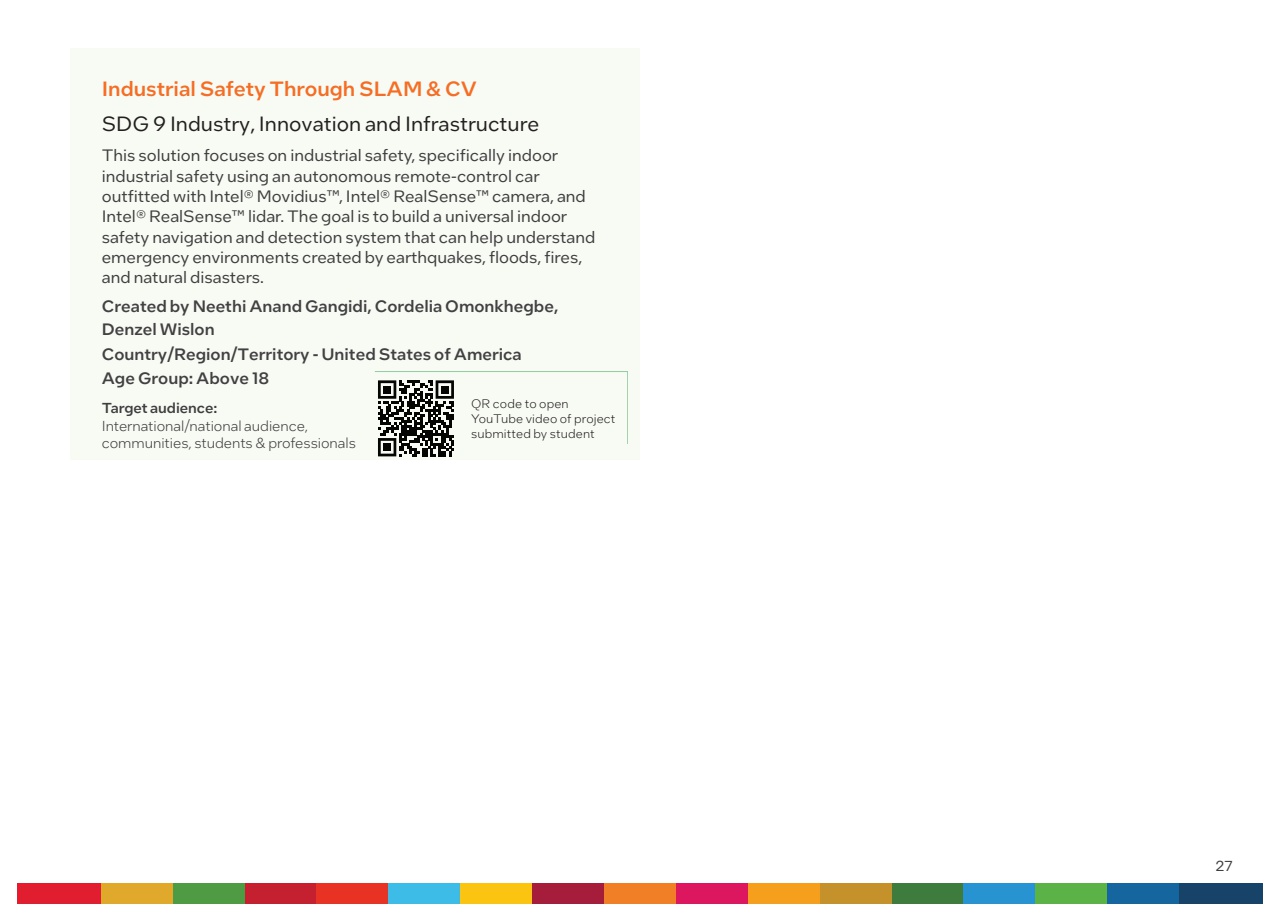 Industrial Safety Through SLAM & CV
SDG 9 Industry, Innovation and Infrastructure
This solution focuses on industrial safety, specifically indoor
industrial safety using an autonomous remote-control car
outfitted with Intel® Movidius™, Intel® RealSense™ camera, and
Intel® RealSense™ lidar. The goal is to build a universal indoor
safety navigation and detection system that can help understand
emergency environments created by earthquakes, floods, fires,
and natural disasters.
Created by Neethi Anand Gangidi, Cordelia Omonkhegbe,
Denzel Wislon
Country/Region/Territory - United States of America
Age Group: Above 18
Target audience:
International/national audience,
communities, students & professionals
QR code to open
YouTube video of project
submitted by student
27